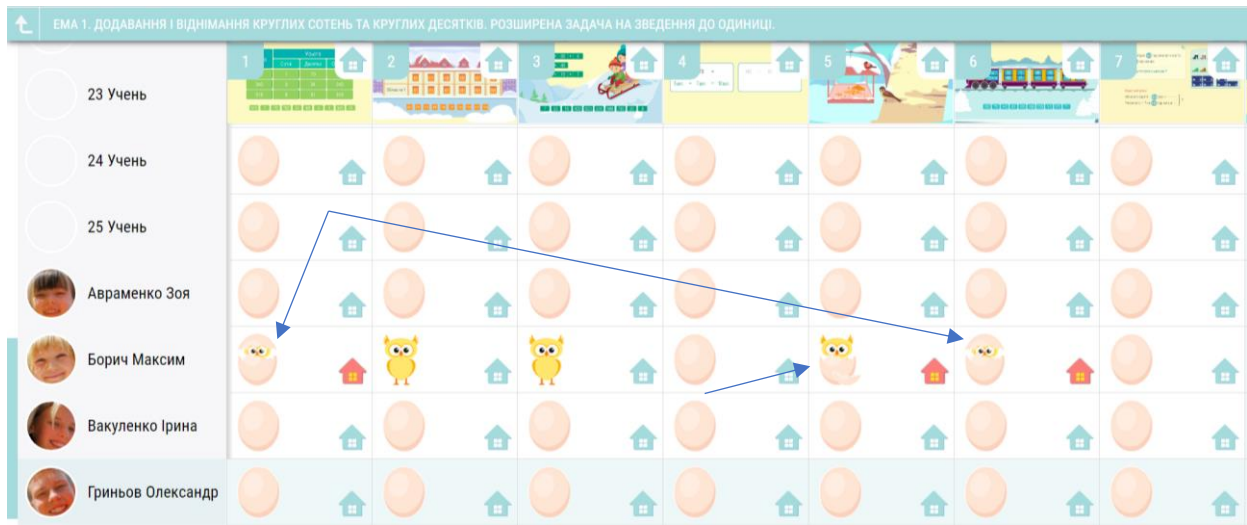 ЕМА 1. ДОДАВАННЯ І ВІДНІМАННЯ КРУГЛИХ СОТЕНЬ ТА КРУГЛИХ ДЕСЯТКІВ. РОЗШИРЕНА ЗАДАЧА НА ЗВЕДЕННЯ ДО ОДИНИЦІ.
1 2 3 4 5 6 7
23 Учень
24 Учень
25 Учень
Авраменко Зоя
Борич Максим
Вакуленко Ірина
Гриньов Олександр